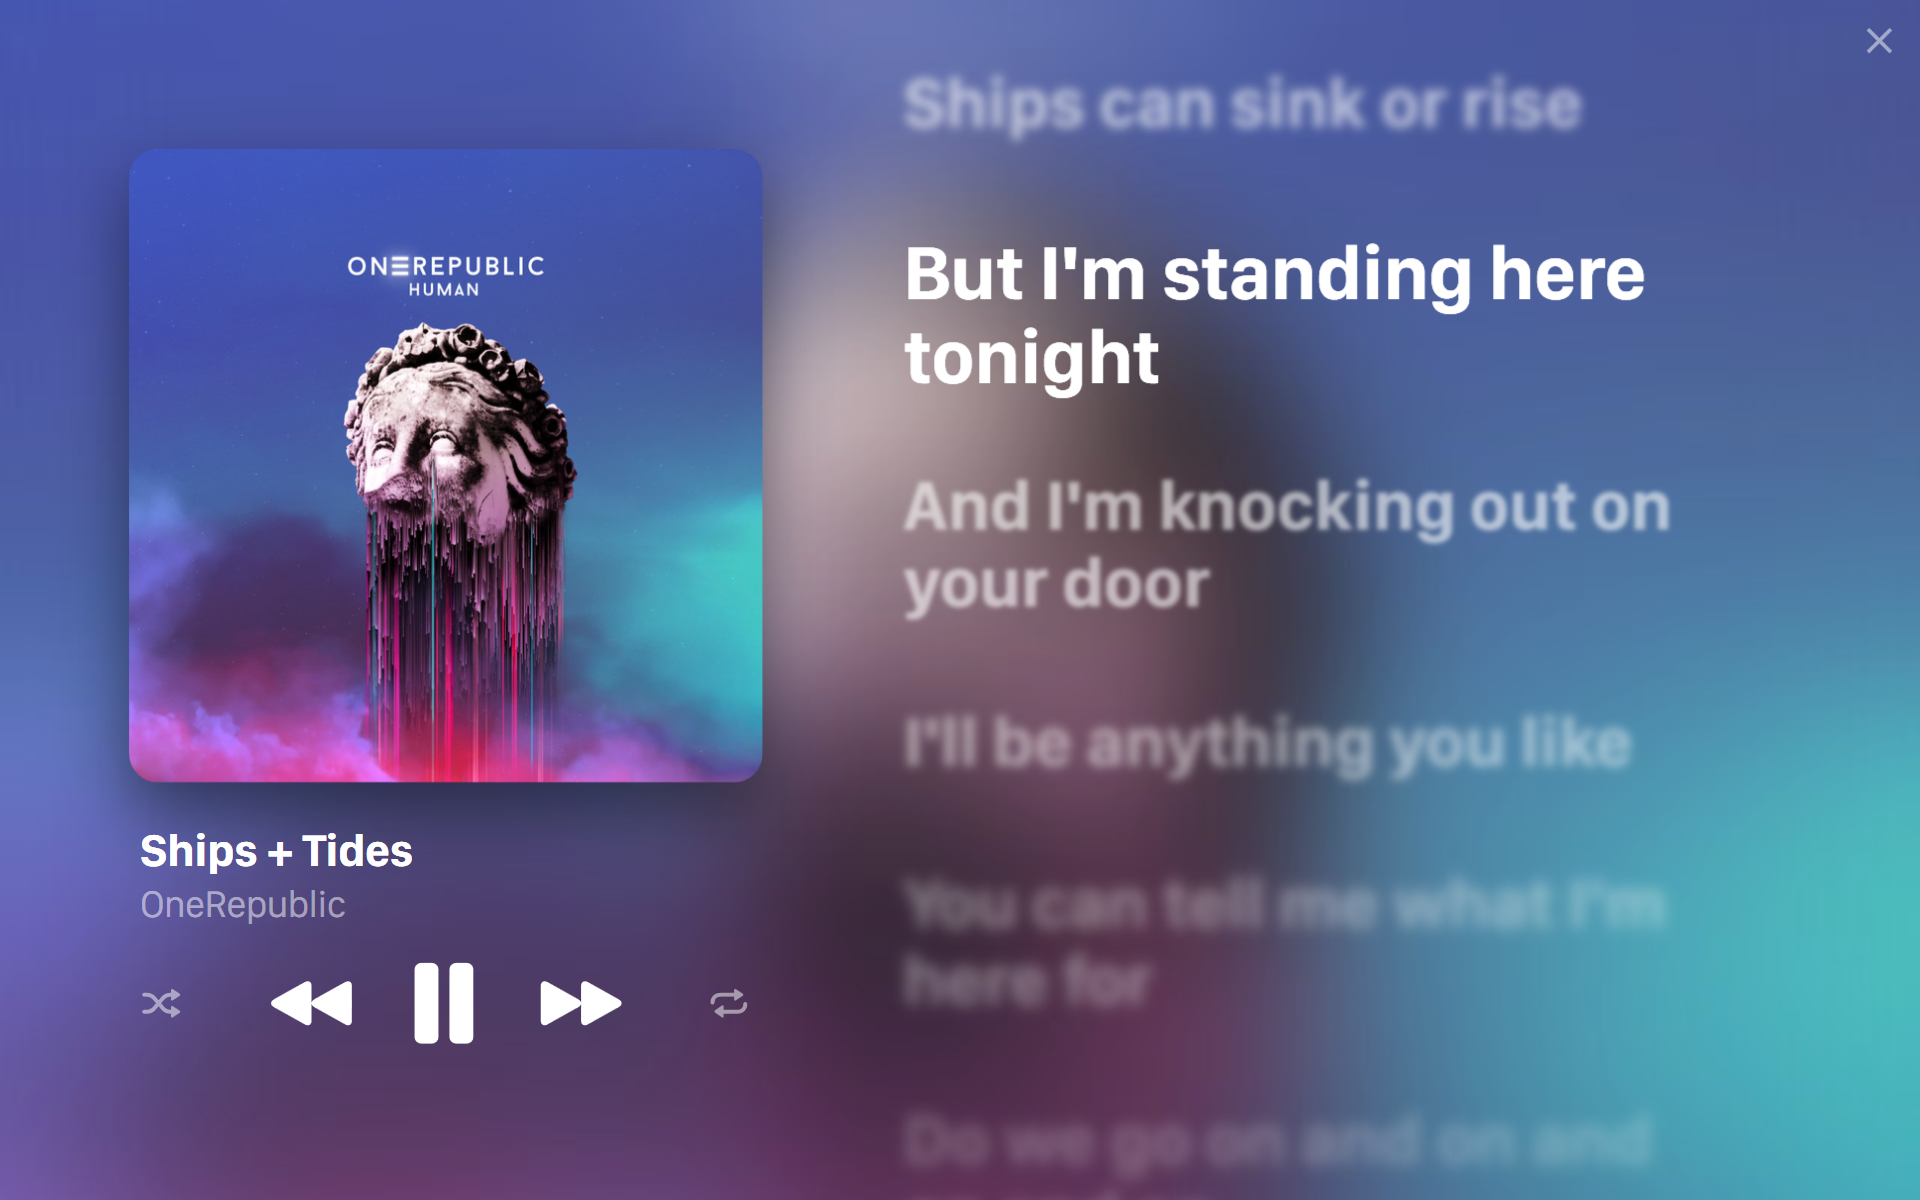 ONEREPUBLIC
HUMAN
Ships + Tides
OneRepublic
Ships can sink or rise
But I'm standing here
tonight
And I'm knocking out on
your door
I'll be anything you like
You can tell me what I'm
here for
Do we go on and on and